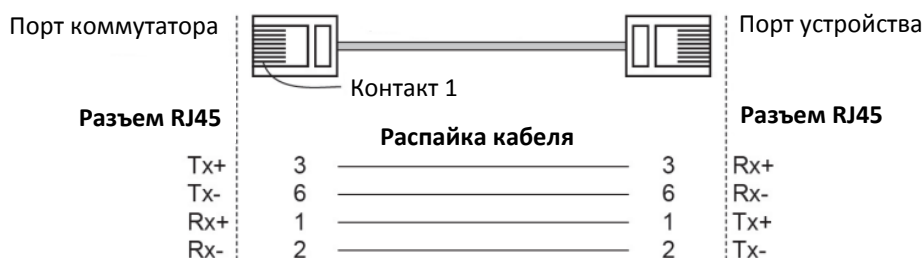 Порт коммутатора
Порт устройства
Контакт 1
Разъем RJ45
Разъем RJ45
Распайка кабеля
Tx+ 3 3 Rx+
Tx- 6 6 Rx-
Rx+ 1 1 Tx+
Rx- 2 2 Tx-